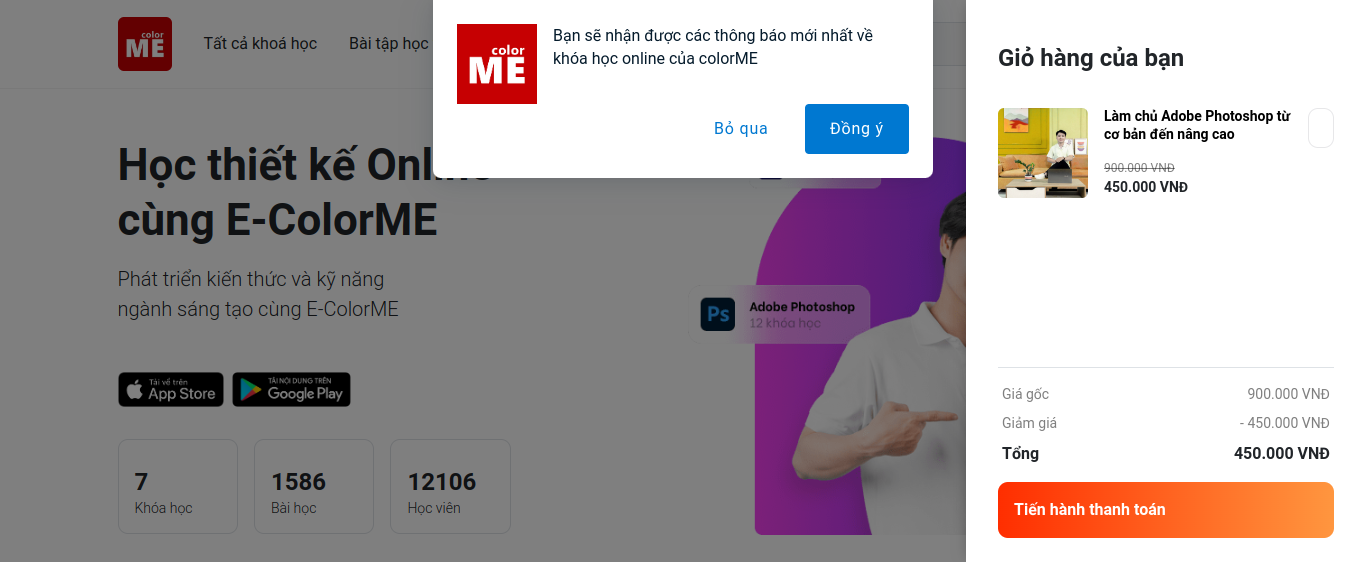 color
ME
Tất cả khoá học
Bài tập học
color
ME
Bạn sẽ nhận được các thông báo mới nhất về
khóa học online của colorME
Bỏ qua
Đồng ý
Học thiết kế Online
cùng E-ColorME
Phát triển kiến thức và kỹ năng
ngành sáng tạo cùng E-ColorME
Tải về trên
App Store
TẢI NỘI DUNG TRÊN
Google Play
7
Khóa học
1586
Bài học
12106
Học viên
Ps
Adobe Photoshop
12 khóa học
Giỏ hàng của bạn
Làm chủ Adobe Photoshop từ
cơ bản đến nâng cao
900.000 VNĐ
450.000 VNĐ
Giá gốc
900.000 VNĐ
Giảm giá
- 450.000 VNĐ
Tổng
450.000 VNĐ
Tiến hành thanh toán